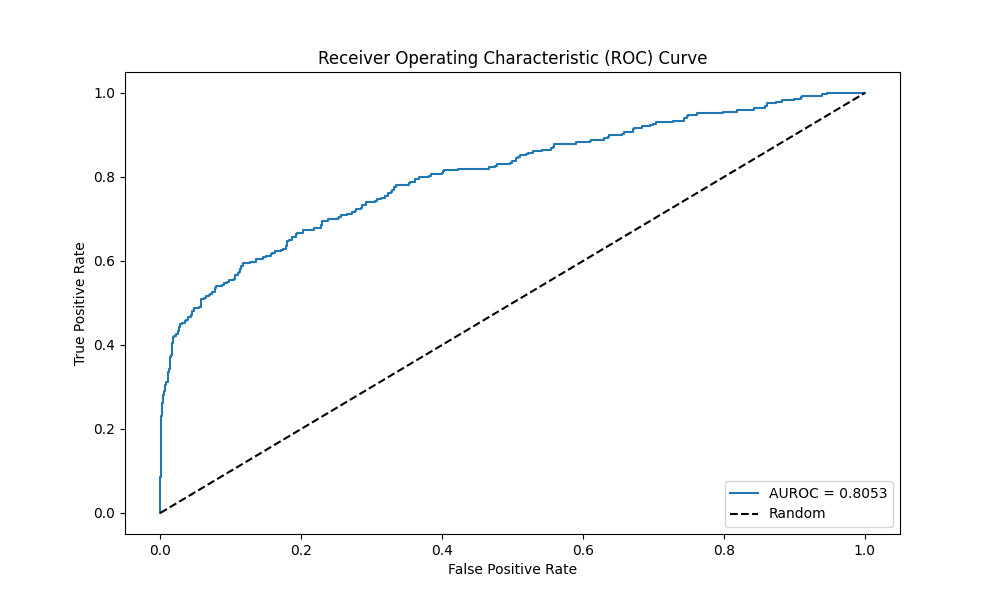 Receiver Operating Characteristic (ROC) Curve
True Positive Rate
1.0
0.8
0.6
0.4
0.2
0.0
0.0 0.2 0.4 0.6 0.8 1.0
False Positive Rate
AUROC = 0.8053
Random